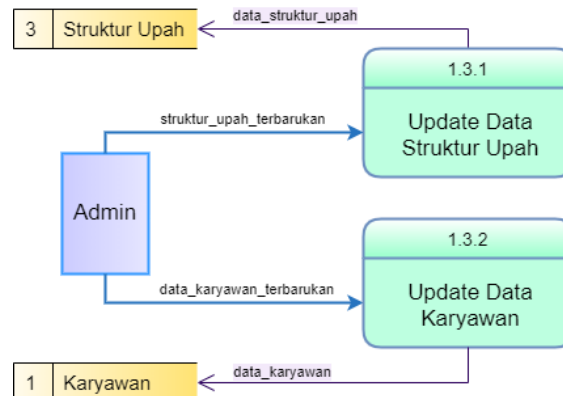 3 Struktur Upah
data_struktur_upah
1.3.1
struktur_upah_terbarukan
Update Data
Struktur Upah
Admin
1.3.2
data_karyawan_terbarukan
Update Data
Karyawan
1 Karyawan
data_karyawan